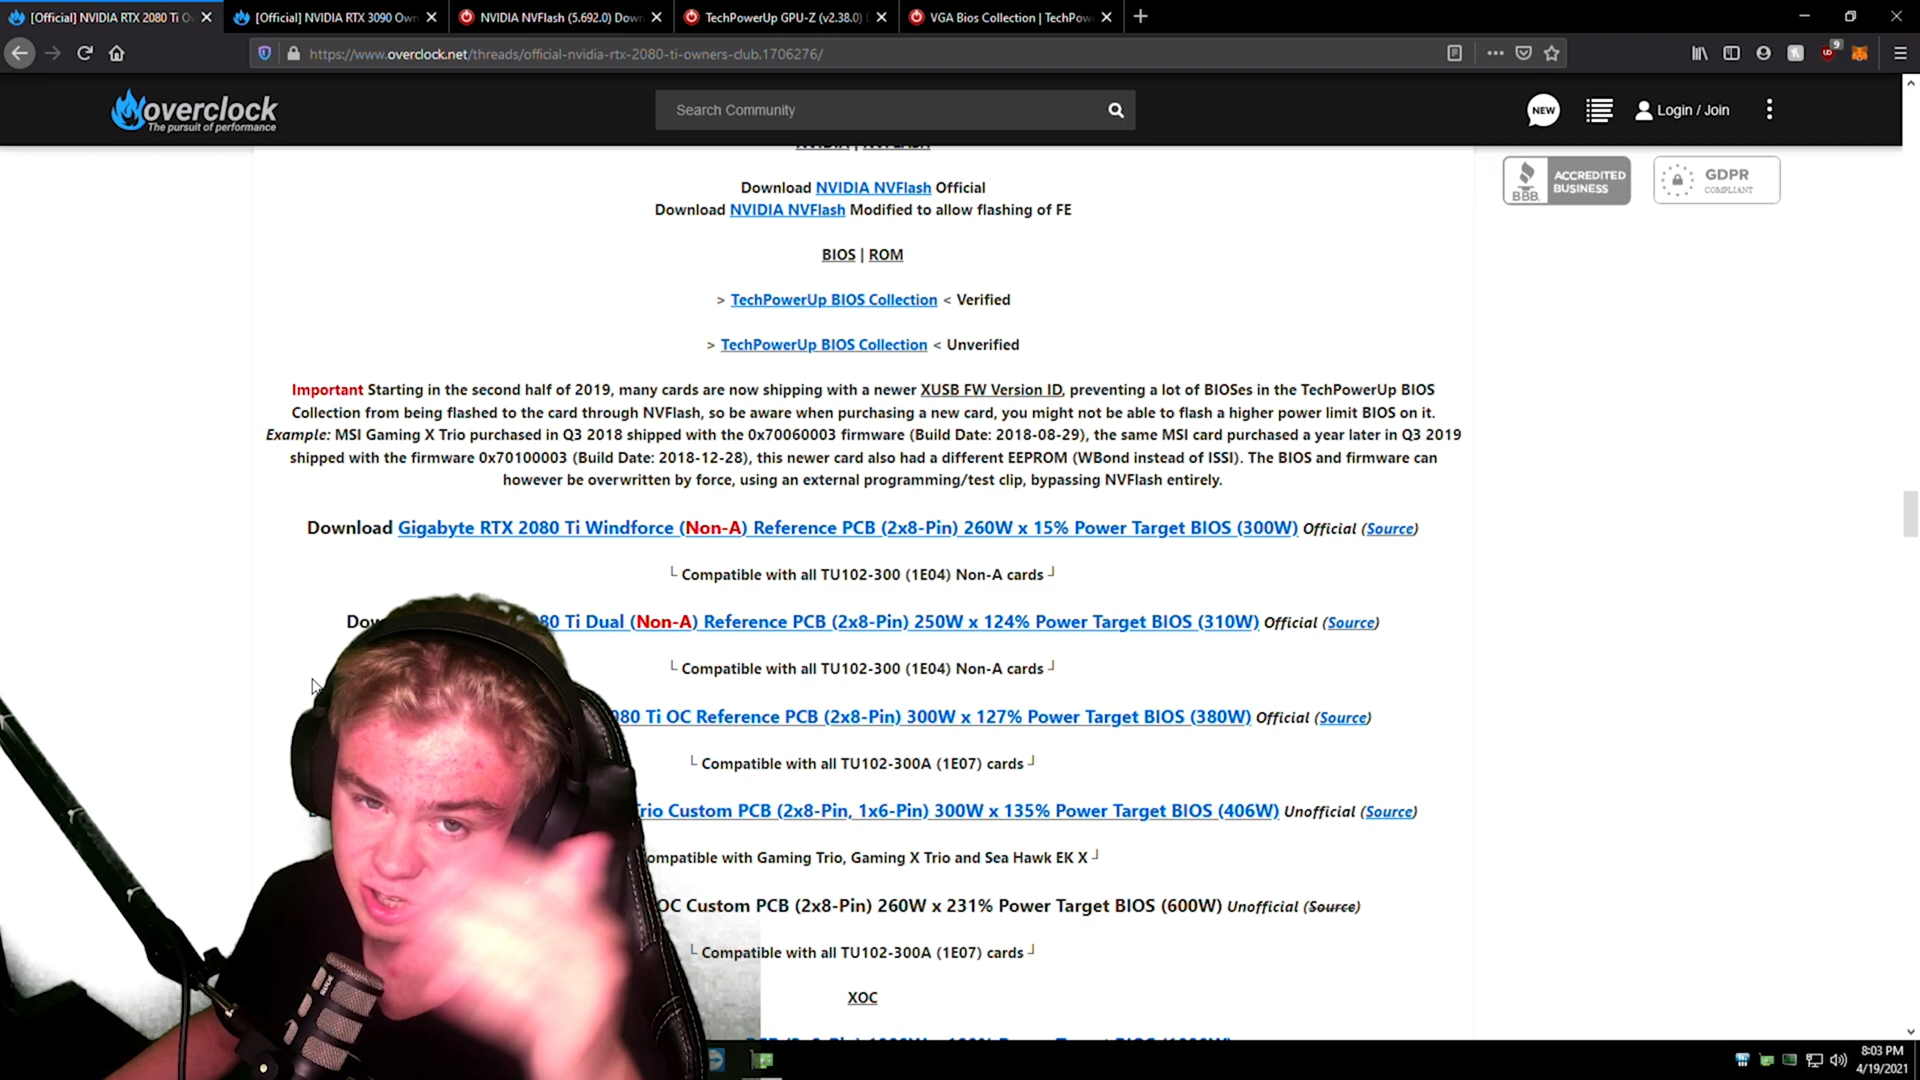 [Official] NVIDIA RTX 2080 Ti O
[Official] NVIDIA RTX 3090 Own
NVIDIA NVFlash (5.692.0) Down
TechPowerUp GPU-Z (v2.38.0)
VGA Bios Collection | TechPow
https://www.overclock.net/threads/official-nvidia-rtx-2080-ti-owners-club.1706276/
9
overclock
The pursuit of performance
Search Community
NEW
Login / Join
NVIDIA | NVFLASH
BBB
ACCREDITED
BUSINESS
GDPR
COMPLIANT
Download NVIDIA NVFlash Official
Download NVIDIA NVFlash Modified to allow flashing of FE
BIOS | ROM
> TechPowerUp BIOS Collection < Verified
> TechPowerUp BIOS Collection < Unverified
Important Starting in the second half of 2019, many cards are now shipping with a newer XUSB FW Version ID, preventing a lot of BIOSes in the TechPowerUp BIOS
Collection from being flashed to the card through NVFlash, so be aware when purchasing a new card, you might not be able to flash a higher power limit BIOS on it.
Example: MSI Gaming X Trio purchased in Q3 2018 shipped with the 0x70060003 firmware (Build Date: 2018-08-29), the same MSI card purchased a year later in Q3 2019
shipped with the firmware 0x70100003 (Build Date: 2018-12-28), this newer card also had a different EEPROM (WBond instead of ISSI). The BIOS and firmware can
however be overwritten by force, using an external programming/test clip, bypassing NVFlash entirely.
Download Gigabyte RTX 2080 Ti Windforce (Non-A) Reference PCB (2x8-Pin) 260W x 15% Power Target BIOS (300W) Official (Source)
└ Compatible with all TU102-300 (1E04) Non-A cards ┘
Dow 80 Ti Dual (Non-A) Reference PCB (2x8-Pin) 250W x 124% Power Target BIOS (310W) Official (Source)
└ Compatible with all TU102-300 (1E04) Non-A cards ┘
080 Ti OC Reference PCB (2x8-Pin) 300W x 127% Power Target BIOS (380W) Official (Source)
└ Compatible with all TU102-300A (1E07) cards ┘
rio Custom PCB (2x8-Pin, 1x6-Pin) 300W x 135% Power Target BIOS (406W) Unofficial (Source)
ompatible with Gaming Trio, Gaming X Trio and Sea Hawk EK X ┘
OC Custom PCB (2x8-Pin) 260W x 231% Power Target BIOS (600W) Unofficial (Source)
└ Compatible with all TU102-300A (1E07) cards ┘
XOC
8:03 PM
4/19/2021